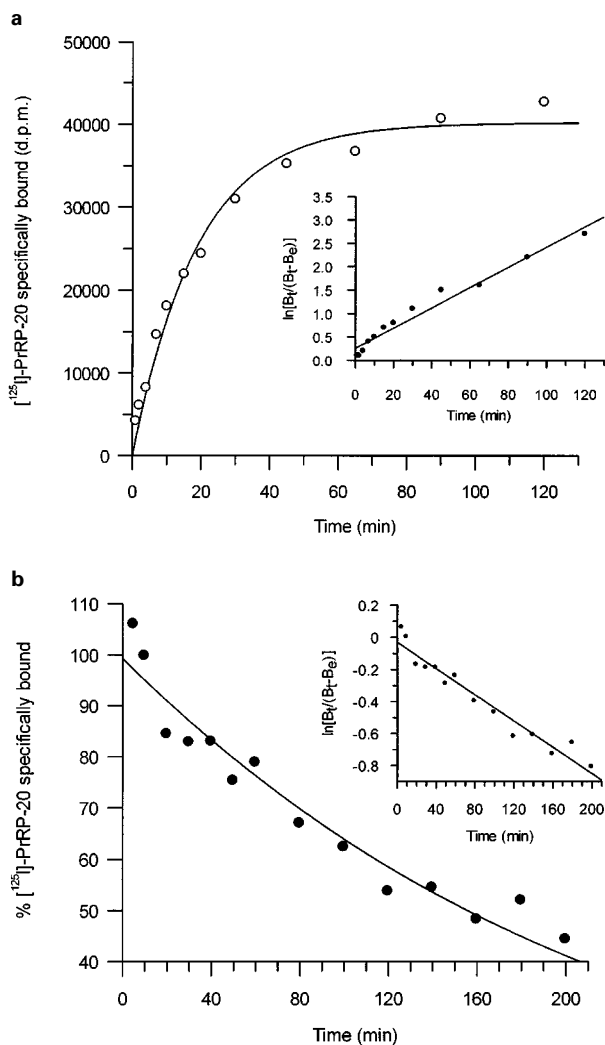 a
50000
40000
30000
20000
10000
0
[¹²⁵I]-PrRP-20 specifically bound (d.p.m.)
0 20 40 60 80 100 120
Time (min)
3.5
3.0
2.5
2.0
1.5
1.0
0.5
0.0
ln[Bₜ/(Bₜ-Bₑ)]
0 20 40 60 80 100 120
Time (min)
b
110
100
90
80
70
60
50
40
% [¹²⁵I]-PrRP-20 specifically bound
0 40 80 120 160 200
Time (min)
0.2
0
-0.2
-0.4
-0.6
-0.8
ln[Bₜ/(Bₜ-Bₑ)]
0 40 80 120 160 200
Time (min)